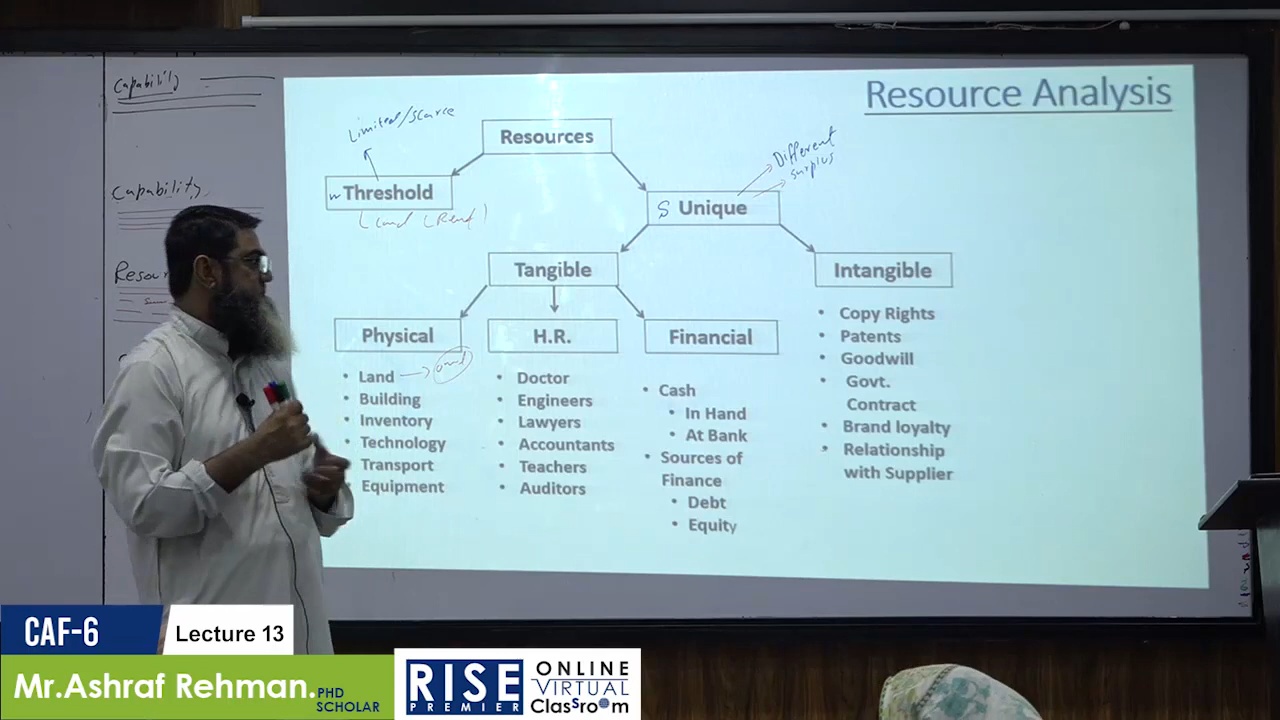 Capability
Capability
Resource Analysis
Limited/Scarce
Resources
Different
Surplus
w Threshold
S Unique
Land (Rent)
Tangible
Intangible
Physical
H.R.
Financial
• Land
• Building
• Inventory
• Technology
Transport
• Equipment
• Doctor
• Engineers
• Lawyers
• Accountants
• Teachers
• Auditors
• Cash
• In Hand
• At Bank
• Sources of
Finance
• Debt
• Equity
• Copy Rights
• Patents
• Goodwill
• Govt.
Contract
• Brand loyalty
• Relationship
with Supplier
CAF-6
Lecture 13
Mr.Ashraf Rehman.PHD
SCHOLAR
RISE
PREMIER
ONLINE
VIRTUAL
Classroom